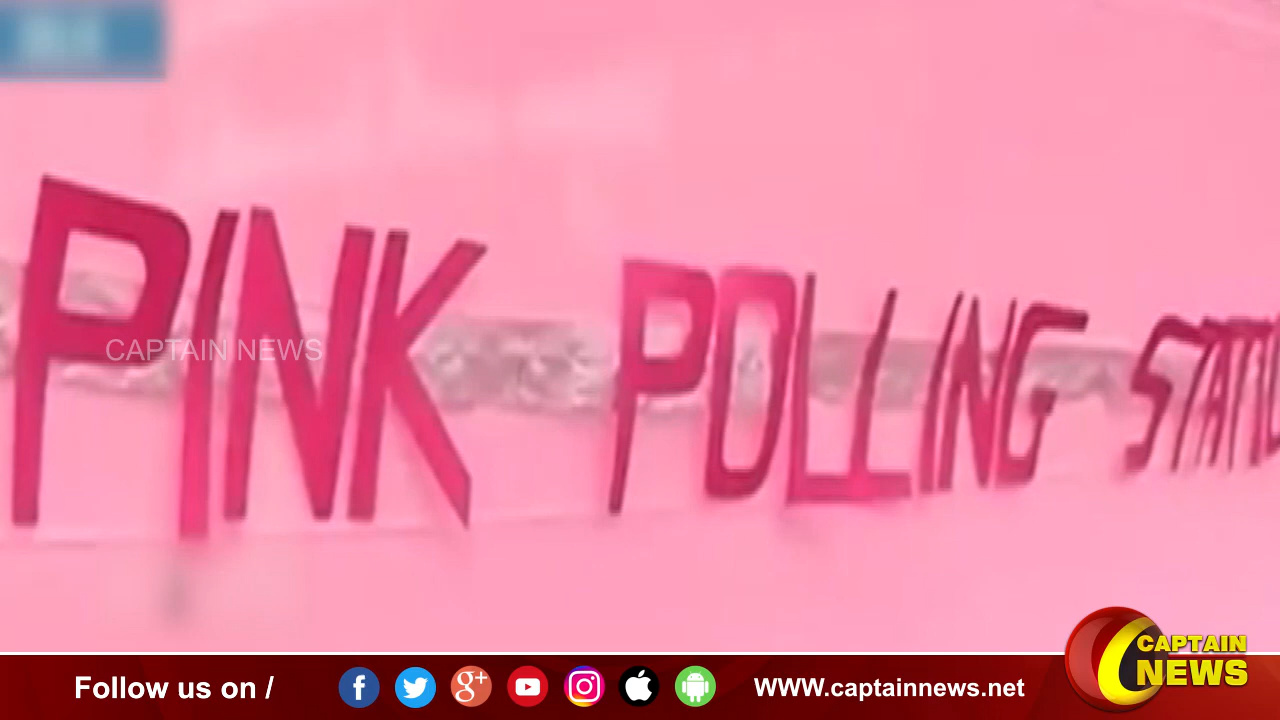 PINK POLLING
CAPTAIN NEWS
Follow us on /
WWW.captainnews.net
CAPTAIN
NEWS